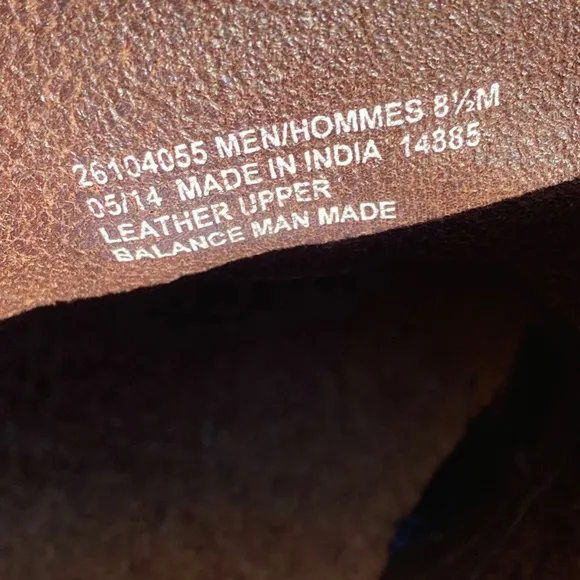 26104055 MEN/HOMMES 8½M
05/14 MADE IN INDIA 14885
LEATHER UPPER
BALANCE MAN MADE